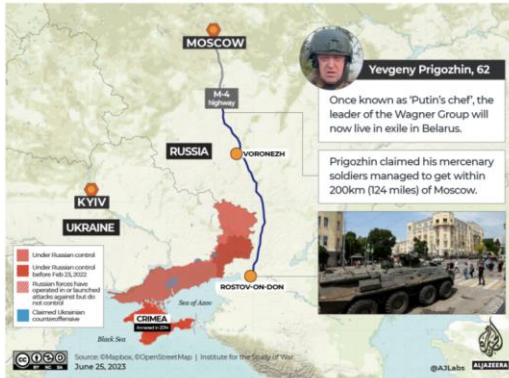 MOSCOW
M-4
highway
RUSSIA
VORONEZH
KYIV
UKRAINE
ROSTOV-ON-DON
Sea of Azov
CRIMEA
Annexed in 2014
Black Sea
Yevgeny Prigozhin, 62
Once known as ‘Putin’s chef’, the
leader of the Wagner Group will
now live in exile in Belarus.
Prigozhin claimed his mercenary
soldiers managed to get within
200km (124 miles) of Moscow.
Under Russian control
Under Russian control
before Feb 23, 2022
Russian forces have
operated in or launched
attacks against but do
not control
Claimed Ukrainian
counteroffensive
Source: ©Mapbox, ©OpenStreetMap | Institute for the Study of War
June 25, 2023
@AJLabs
ALJAZEERA